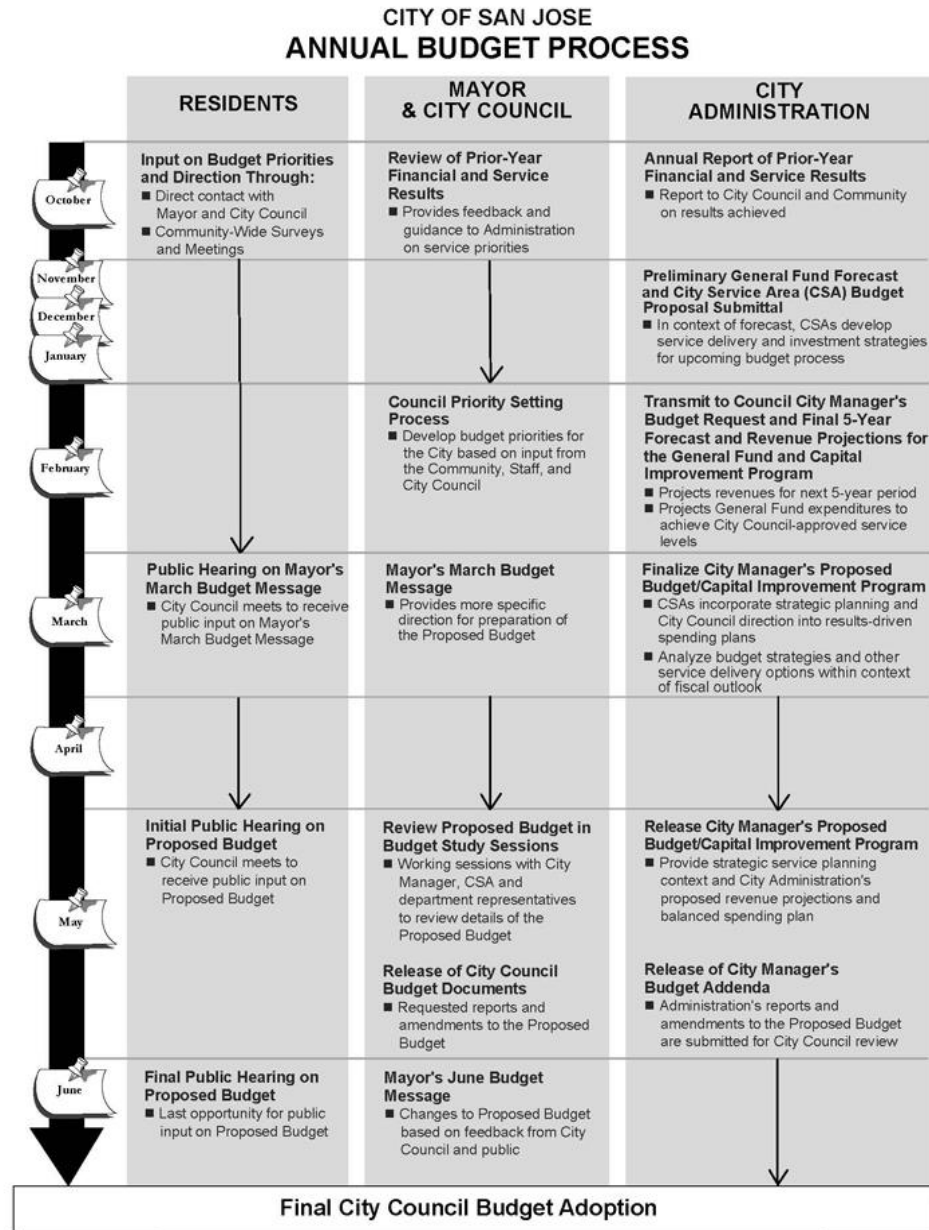 CITY OF SAN JOSE
ANNUAL BUDGET PROCESS
RESIDENTS
MAYOR
& CITY COUNCIL
CITY
ADMINISTRATION
October
Input on Budget Priorities
and Direction Through:
■ Direct contact with
Mayor and City Council
■ Community-Wide Surveys
and Meetings
Review of Prior-Year
Financial and Service
Results
■ Provides feedback and
guidance to Administration
on service priorities
Annual Report of Prior-Year
Financial and Service Results
■ Report to City Council and Community
on results achieved
November
December
January
Preliminary General Fund Forecast
and City Service Area (CSA) Budget
Proposal Submittal
■ In context of forecast, CSAs develop
service delivery and investment strategies
for upcoming budget process
February
Council Priority Setting
Process
■ Develop budget priorities for
the City based on input from
the Community, Staff, and
City Council
Transmit to Council City Manager's
Budget Request and Final 5-Year
Forecast and Revenue Projections for
the General Fund and Capital
Improvement Program
■ Projects revenues for next 5-year period
■ Projects General Fund expenditures to
achieve City Council-approved service
levels
March
Public Hearing on Mayor's
March Budget Message
■ City Council meets to receive
public input on Mayor's
March Budget Message
Mayor's March Budget
Message
■ Provides more specific
direction for preparation of
the Proposed Budget
Finalize City Manager's Proposed
Budget/Capital Improvement Program
■ CSAs incorporate strategic planning and
City Council direction into results-driven
spending plans
■ Analyze budget strategies and other
service delivery options within context
of fiscal outlook
April
May
Initial Public Hearing on
Proposed Budget
■ City Council meets to
receive public input on
Proposed Budget
Review Proposed Budget in
Budget Study Sessions
■ Working sessions with City
Manager, CSA and
department representatives
to review details of the
Proposed Budget
Release of City Council
Budget Documents
■ Requested reports and
amendments to the Proposed
Budget
Release City Manager's Proposed
Budget/Capital Improvement Program
■ Provide strategic service planning
context and City Administration's
proposed revenue projections and
balanced spending plan
Release of City Manager's
Budget Addenda
■ Administration's reports and
amendments to the Proposed Budget
are submitted for City Council review
June
Final Public Hearing on
Proposed Budget
■ Last opportunity for public
input on Proposed Budget
Mayor's June Budget
Message
■ Changes to Proposed Budget
based on feedback from City
Council and public
Final City Council Budget Adoption